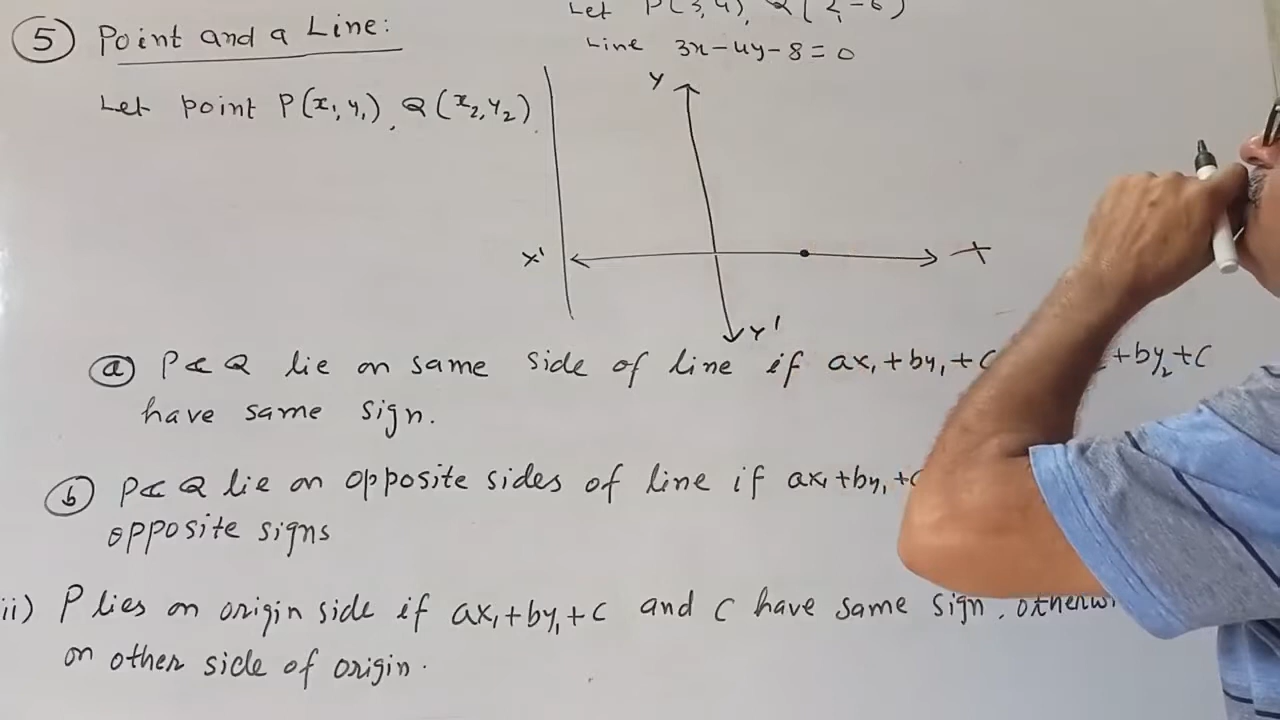 ⑤ Point and a Line:
Let point P(x₁, y₁), Q(x₂, y₂)
Let P(3,4), Q(2,-6)
Line 3x-4y-8=0
Y
X' X
Y'
ⓐ P & Q lie on same side of line if ax₁+by₁+c +by₂+c
have same sign.
ⓑ P & Q lie on opposite sides of line if ax₁+by₁+c
opposite signs
ii) P lies on origin side if ax₁+by₁+c and c have same sign,
on other side of origin.